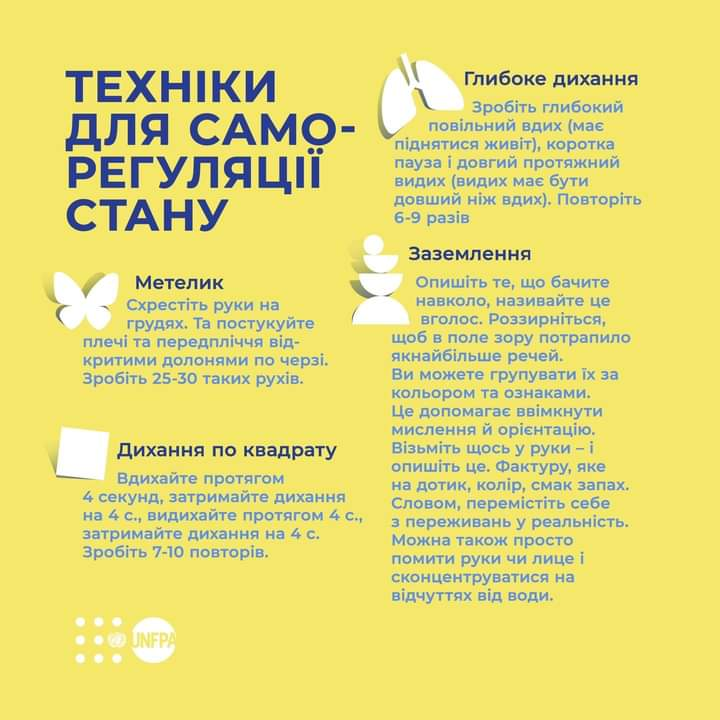 ТЕХНІКИ
ДЛЯ САМО-
РЕГУЛЯЦІЇ
СТАНУ
Метелик
Схрестіть руки на
грудях. Та постукуйте
плечі та передпліччя від-
критими долонями по черзі.
Зробіть 25-30 таких рухів.
Дихання по квадрату
Вдихайте протягом
4 секунд, затримайте дихання
на 4 с., видихайте протягом 4 с.,
затримайте дихання на 4 с.
Зробіть 7-10 повторів.
Глибоке дихання
Зробіть глибокий
повільний вдих (має
піднятися живіт), коротка
пауза і довгий протяжний
видих (видих має бути
довший ніж вдих). Повторіть
6-9 разів
Заземлення
Опишіть те, що бачите
навколо, називайте це
вголос. Роззирніться,
щоб в поле зору потрапило
якнайбільше речей.
Ви можете групувати їх за
кольором та ознаками.
Це допомагає ввімкнути
мислення й орієнтацію.
Візьміть щось у руки – і
опишіть це. Фактуру, яке
на дотик, колір, смак запах.
Словом, перемістіть себе
з переживань у реальність.
Можна також просто
помити руки чи лице і
сконцентруватися на
відчуттях від води.
UNFPA